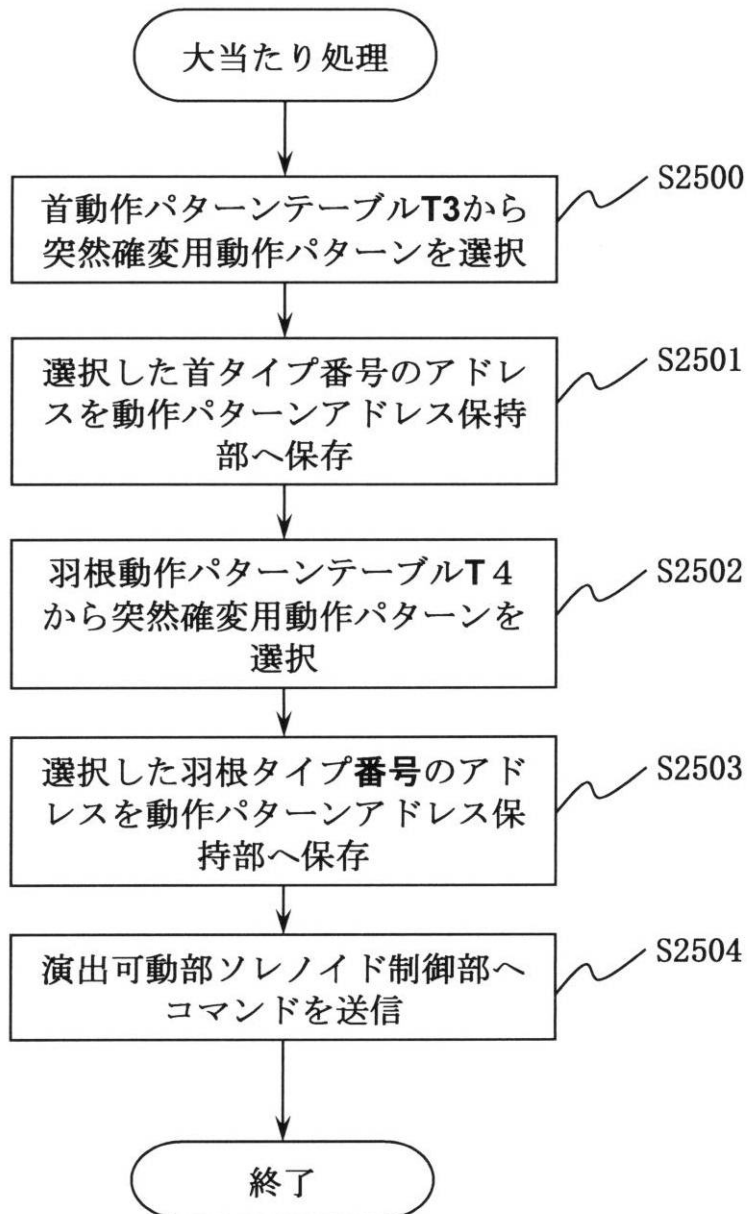 大当たり処理
S2500
首動作パターンテーブルT3から
突然確変用動作パターンを選択
S2501
選択した首タイプ番号のアドレ
スを動作パターンアドレス保持
部へ保存
S2502
羽根動作パターンテーブルT４
から突然確変用動作パターンを
選択
S2503
選択した羽根タイプ番号のアド
レスを動作パターンアドレス保
持部へ保存
S2504
演出可動部ソレノイド制御部へ
コマンドを送信
終了